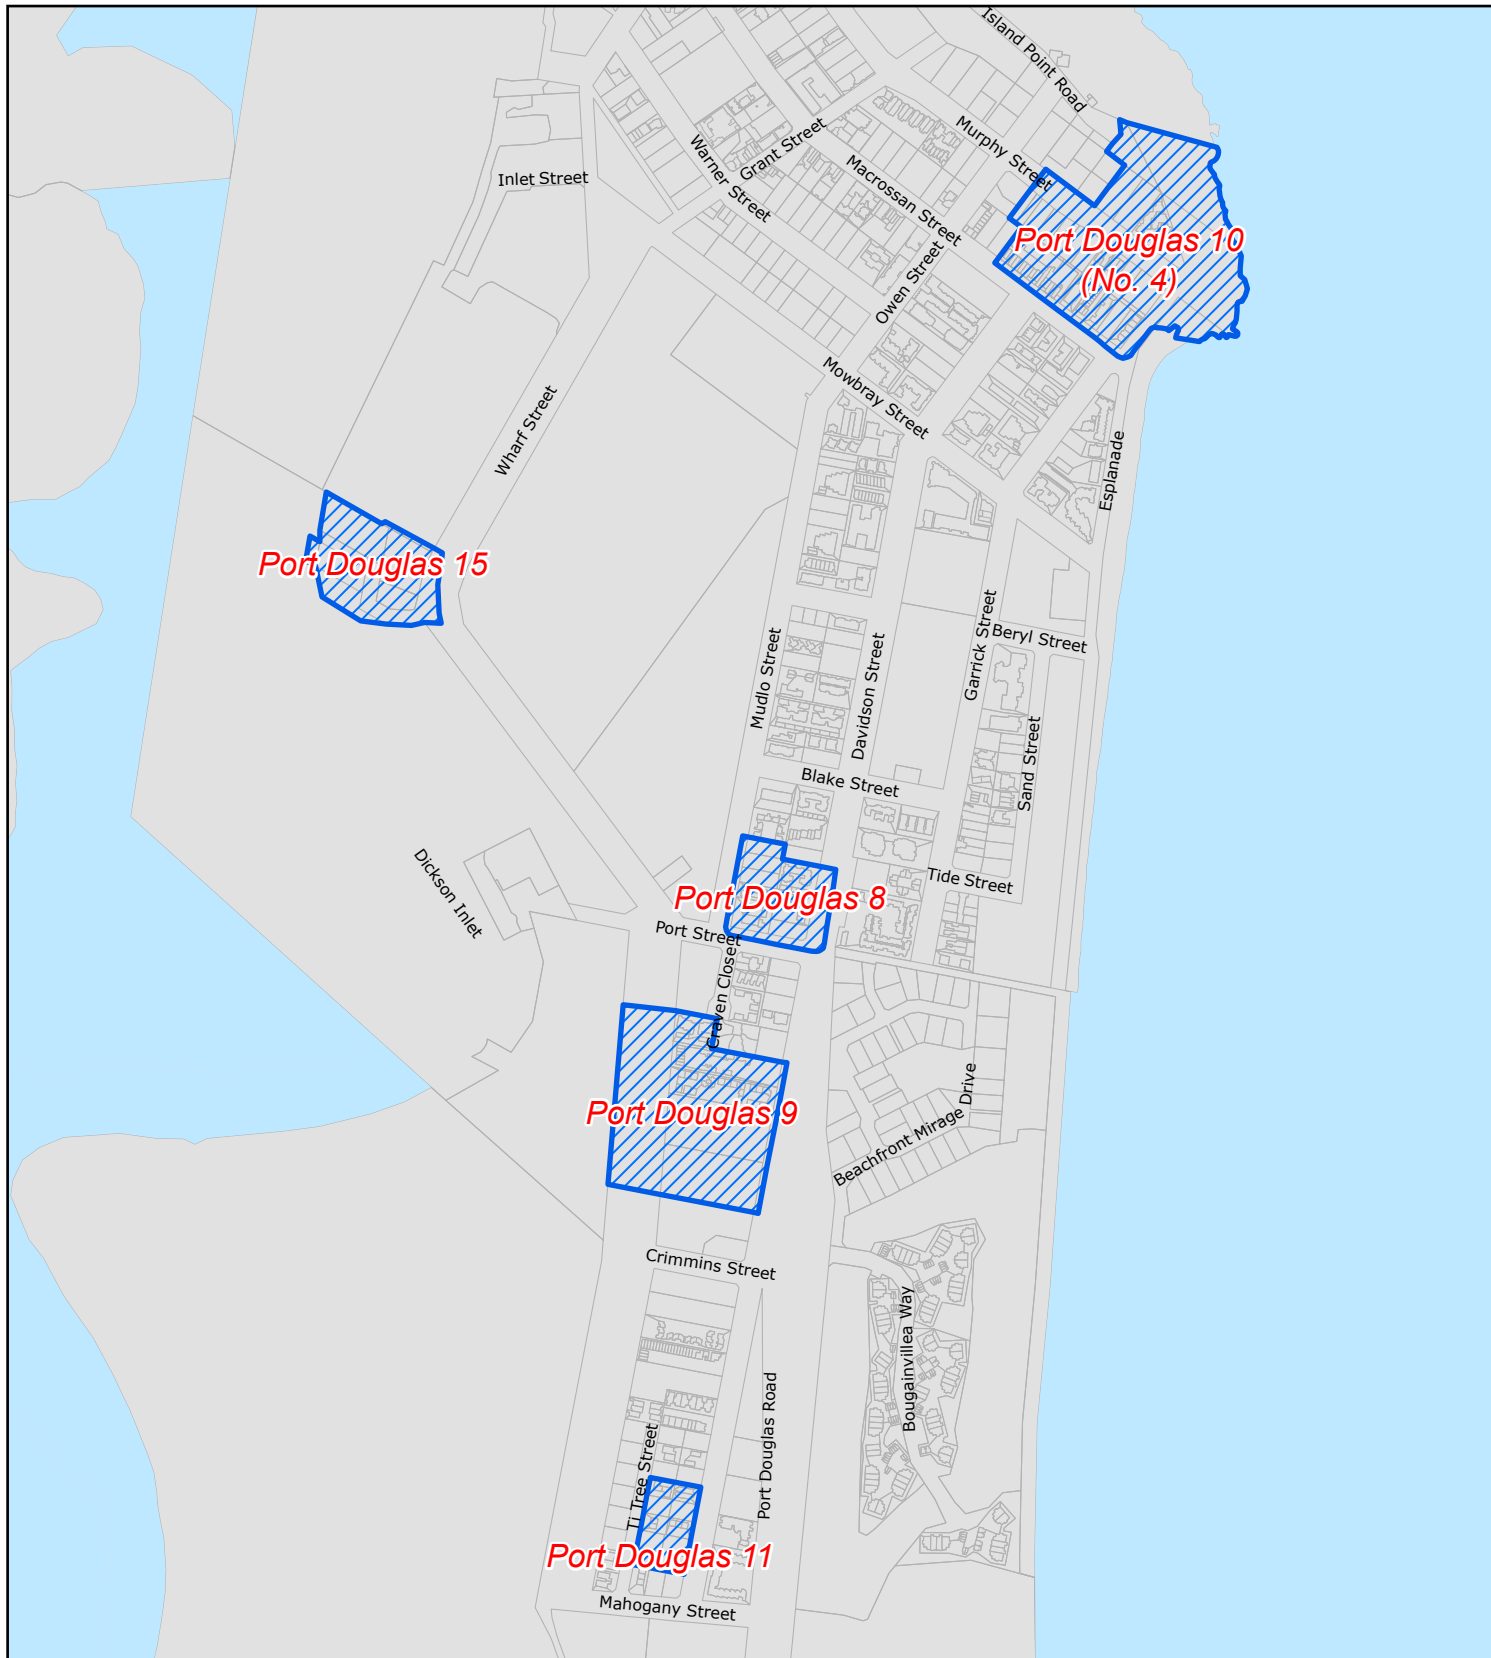 Island Point Road
Murphy Street
Grant Street
Macrossan Street
Warner Street
Inlet Street
Port Douglas 10
(No. 4)
Owen Street
Mowbray Street
Wharf Street
Esplanade
Port Douglas 15
Beryl Street
Garrick Street
Mudlo Street
Davidson Street
Sand Street
Blake Street
Tide Street
Dickson Inlet
Port Douglas 8
Port Street
Craven Close
Port Douglas 9
Beachfront Mirage Drive
Crimmins Street
Bougainvillea Way
Port Douglas Road
Ti Tree Street
Port Douglas 11
Mahogany Street